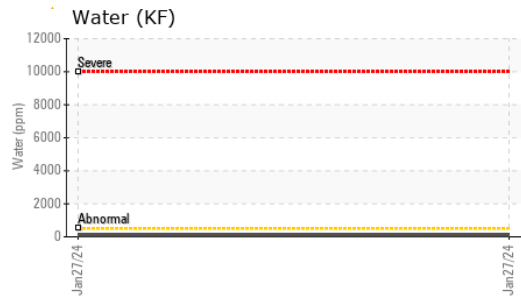 Water (KF)
12000
Severe
10000
8000
Water (ppm)
6000
4000
2000
Abnormal
0
Jan27/24
Jan27/24